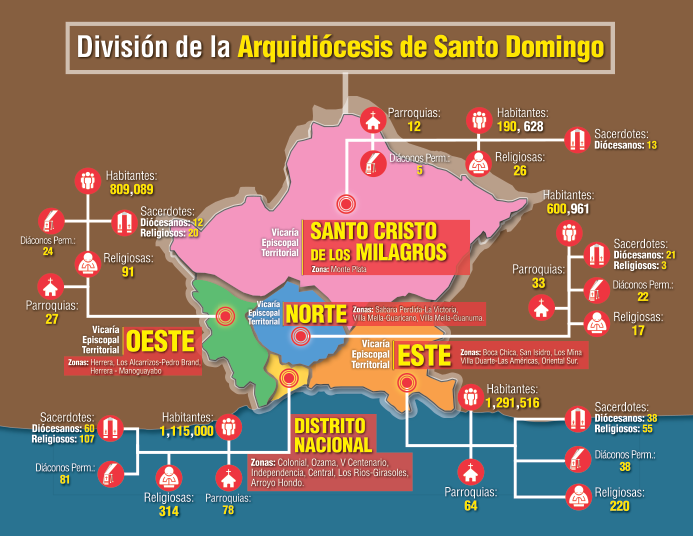 División de la Arquidiócesis de Santo Domingo
Parroquias:
12
Habitantes:
190, 628
Sacerdotes:
Diócesanos: 13
Diáconos Perm.:
5
Religiosas:
26
Vicaría
Episcopal
Territorial
SANTO CRISTO
DE LOS MILAGROS
Zona: Monte Plata
Habitantes:
809,089
Sacerdotes:
Diócesanos: 12
Religiosos: 20
Diáconos Perm.:
24
Religiosas:
91
Parroquias:
27
Vicaría
Episcopal
Territorial
OESTE
Zonas: Herrera, Los Alcarrizos-Pedro Brand,
Herrera - Manoguayabo
Habitantes:
600,961
Sacerdotes:
Diócesanos: 21
Religiosos: 3
Parroquias:
33
Diáconos Perm.:
22
Religiosas:
17
Vicaría
Episcopal
Territorial
NORTE
Zonas: Sabana Perdida-La Victoria,
Villa Mella-Guaricano, Villa Mella-Guanuma.
Vicaría
Episcopal
Territorial
ESTE
Zonas: Boca Chica, San Isidro, Los Mina
Villa Duarte-Las Américas, Oriental Sur.
Habitantes:
1,291,516
Sacerdotes:
Diócesanos: 38
Religiosos: 55
Diáconos Perm.:
38
Parroquias:
64
Religiosas:
220
Sacerdotes:
Diócesanos: 60
Religiosos: 107
Habitantes:
1,115,000
Diáconos Perm.:
81
Religiosas:
314
Parroquias:
78
DISTRITO
NACIONAL
Zonas: Colonial, Ozama, V Centenario,
Independencia, Central, Los Rios-Girasoles,
Arroyo Hondo.